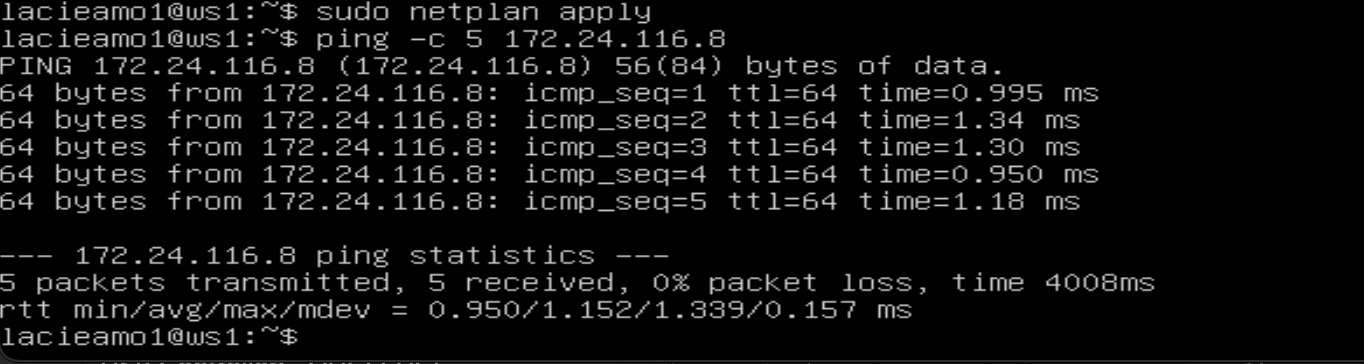 lacieamo1@ws1:~$ sudo netplan apply
lacieamo1@ws1:~$ ping -c 5 172.24.116.8
PING 172.24.116.8 (172.24.116.8) 56(84) bytes of data.
64 bytes from 172.24.116.8: icmp_seq=1 ttl=64 time=0.995 ms
64 bytes from 172.24.116.8: icmp_seq=2 ttl=64 time=1.34 ms
64 bytes from 172.24.116.8: icmp_seq=3 ttl=64 time=1.30 ms
64 bytes from 172.24.116.8: icmp_seq=4 ttl=64 time=0.950 ms
64 bytes from 172.24.116.8: icmp_seq=5 ttl=64 time=1.18 ms

--- 172.24.116.8 ping statistics ---
5 packets transmitted, 5 received, 0% packet loss, time 4008ms
rtt min/avg/max/mdev = 0.950/1.152/1.339/0.157 ms
lacieamo1@ws1:~$